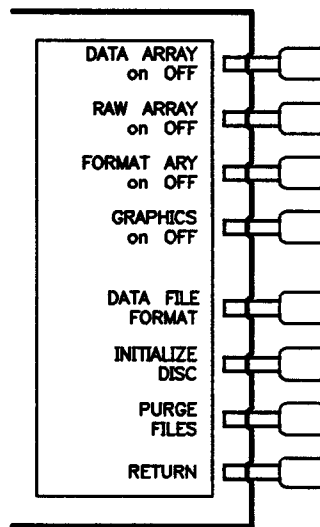 DATA ARRAY
on OFF
RAW ARRAY
on OFF
FORMAT ARY
on OFF
GRAPHICS
on OFF
DATA FILE
FORMAT
INITIALIZE
DISC
PURGE
FILES
RETURN